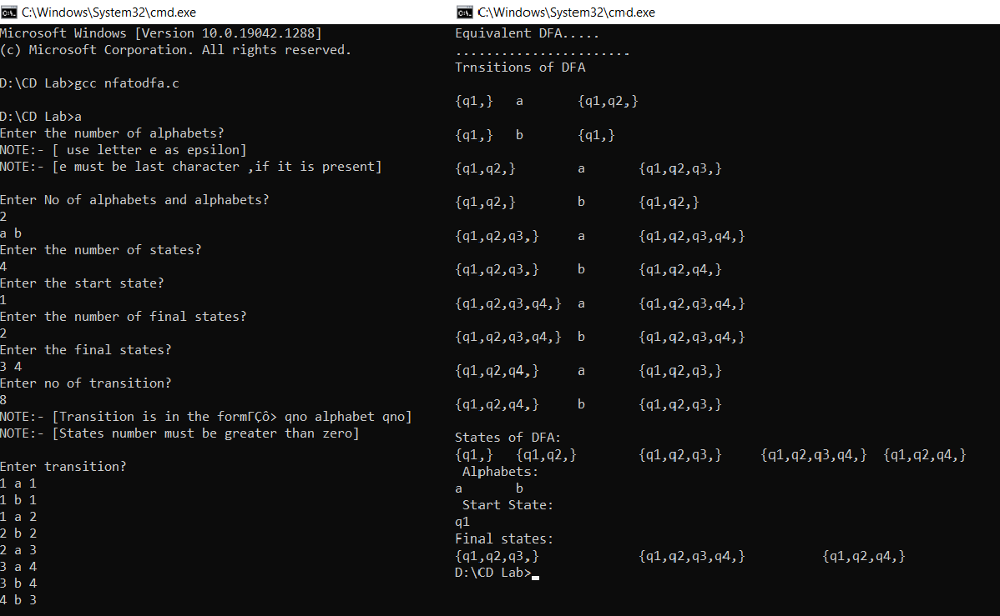 C:\Windows\System32\cmd.exe
Microsoft Windows [Version 10.0.19042.1288]
(c) Microsoft Corporation. All rights reserved.
D:\CD Lab>gcc nfatodfa.c
D:\CD Lab>a
Enter the number of alphabets?
NOTE:- [ use letter e as epsilon]
NOTE:- [e must be last character ,if it is present]
Enter No of alphabets and alphabets?
2
a b
Enter the number of states?
4
Enter the start state?
1
Enter the number of final states?
2
Enter the final states?
3 4
Enter no of transition?
8
NOTE:- [Transition is in the formΓÇô> qno alphabet qno]
NOTE:- [States number must be greater than zero]
Enter transition?
1 a 1
1 b 1
1 a 2
2 b 2
2 a 3
3 a 4
3 b 4
4 b 3
C:\Windows\System32\cmd.exe
Equivalent DFA.....
.......................
Trnsitions of DFA
{q1,} a {q1,q2,}
{q1,} b {q1,}
{q1,q2,} a {q1,q2,q3,}
{q1,q2,} b {q1,q2,}
{q1,q2,q3,} a {q1,q2,q3,q4,}
{q1,q2,q3,} b {q1,q2,q4,}
{q1,q2,q3,q4,} a {q1,q2,q3,q4,}
{q1,q2,q3,q4,} b {q1,q2,q3,q4,}
{q1,q2,q4,} a {q1,q2,q3,}
{q1,q2,q4,} b {q1,q2,q3,}
States of DFA:
{q1,} {q1,q2,} {q1,q2,q3,} {q1,q2,q3,q4,} {q1,q2,q4,}
Alphabets:
a b
Start State:
q1
Final states:
{q1,q2,q3,} {q1,q2,q3,q4,} {q1,q2,q4,}
D:\CD Lab>